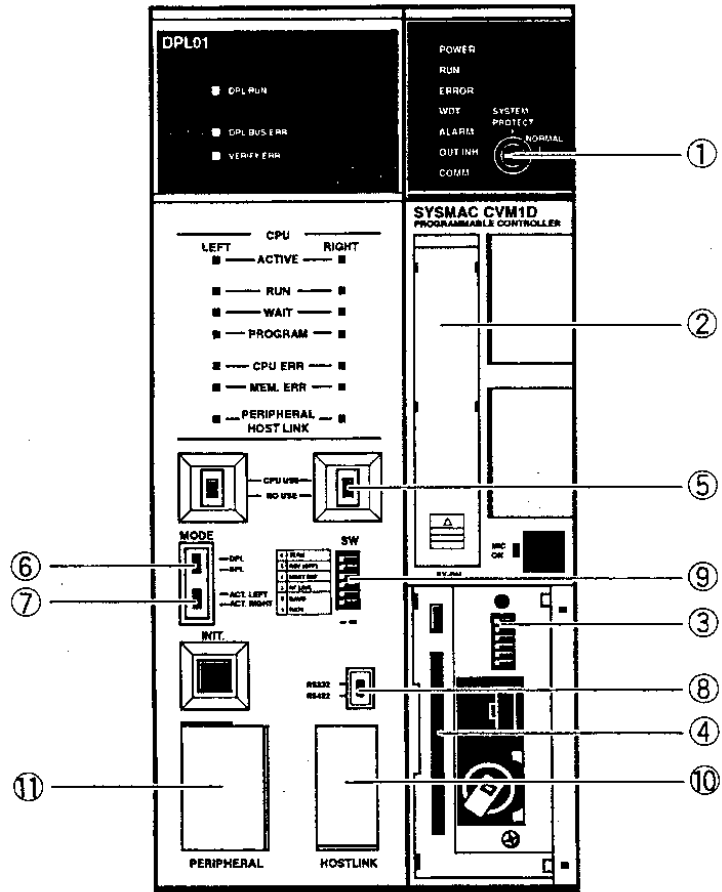 DPL01
DPL RUN
DPL BUS ERR
VERIFY ERR
POWER
RUN
ERROR
WDT
ALARM
OUT INH
COMM
SYSTEM
PROTECT
NORMAL
①
SYSMAC CVM1D
PROGRAMMABLE CONTROLLER
②
CPU
LEFT RIGHT
ACTIVE
RUN
WAIT
PROGRAM
CPU ERR
MEM. ERR
PERIPHERAL
HOST LINK
CPU USE
NO USE
⑤
MODE
DPL
SPL
⑥
ACT. LEFT
ACT. RIGHT
⑦
SW
⑨
M/C
ON
③
INIT.
RS232
RS422
⑧
④
⑪
⑩
PERIPHERAL
HOSTLINK